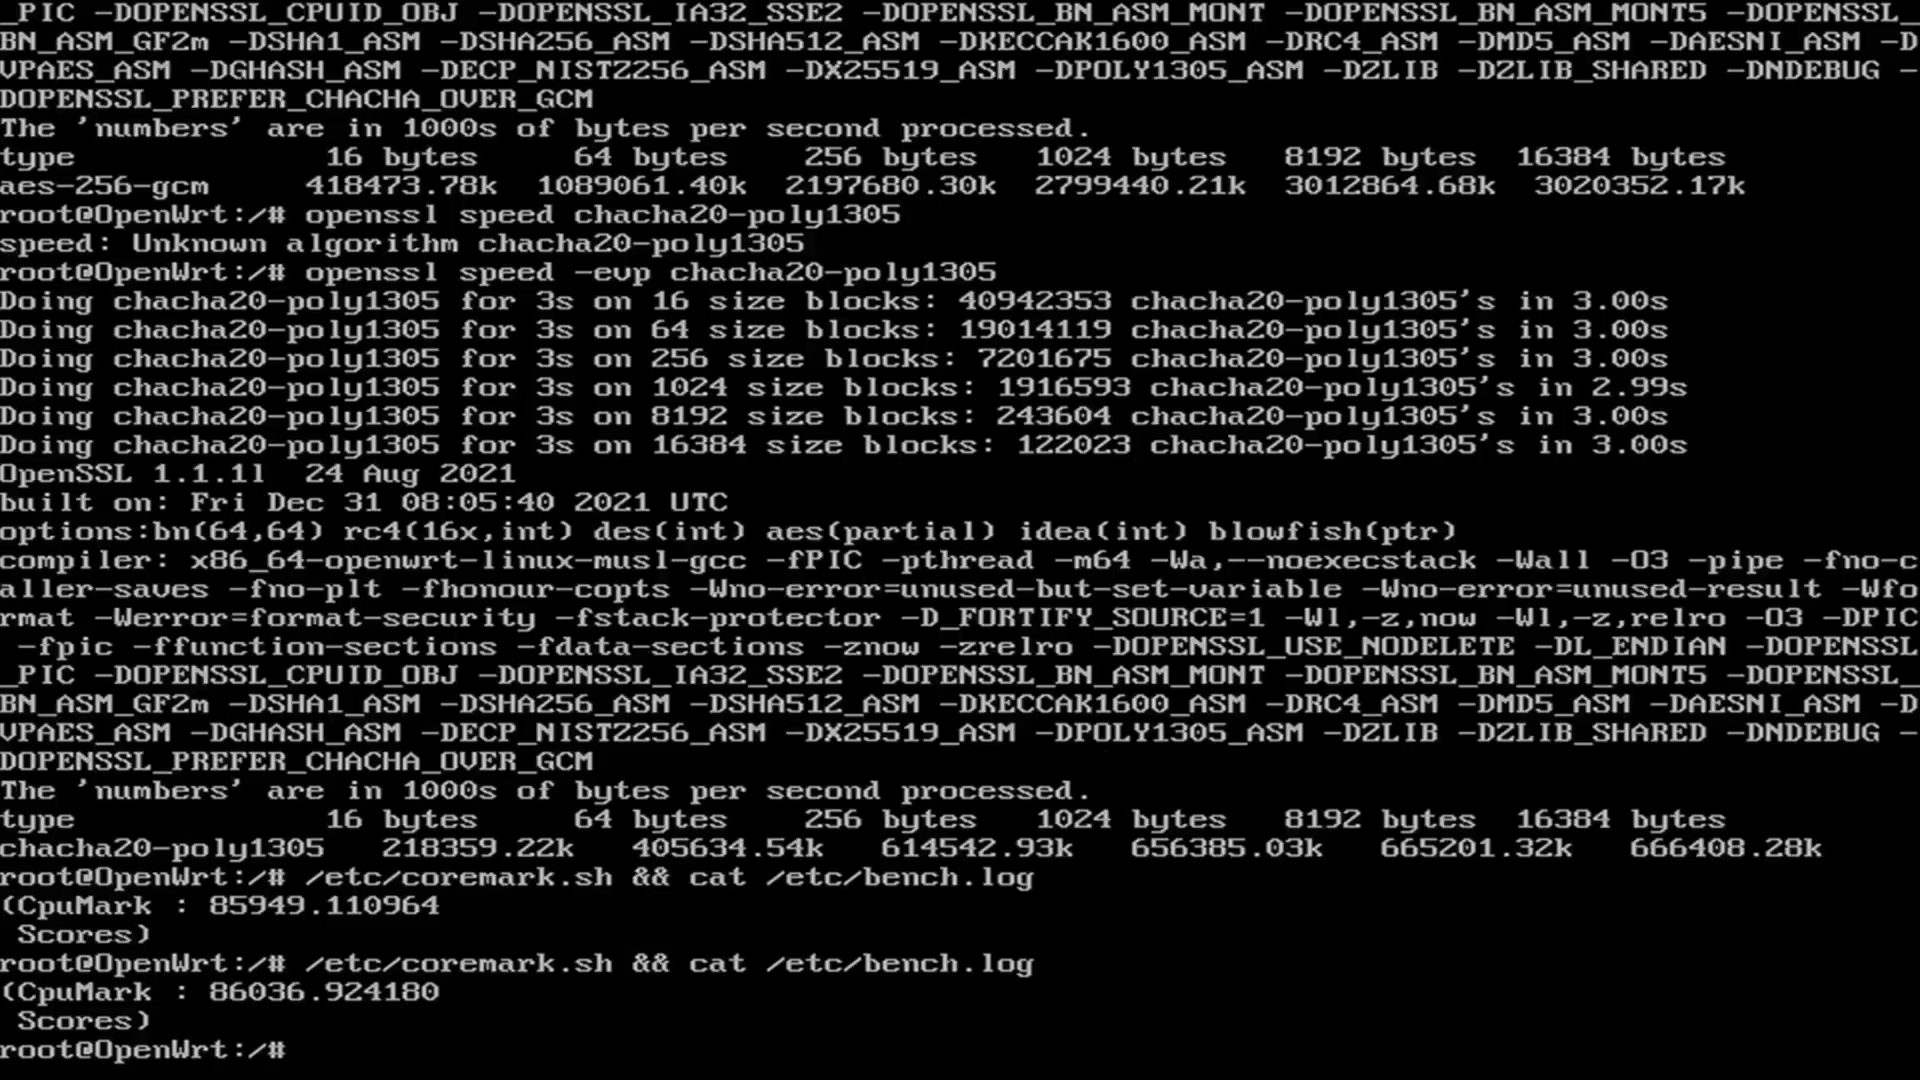 _PIC -DOPENSSL_CPUID_OBJ -DOPENSSL_IA32_SSE2 -DOPENSSL_BN_ASM_MONT -DOPENSSL_BN_ASM_MONT5 -DOPENSSL_
BN_ASM_GF2m -DSHA1_ASM -DSHA256_ASM -DSHA512_ASM -DKECCAK1600_ASM -DRC4_ASM -DMD5_ASM -DAESNI_ASM -D
VPAES_ASM -DGHASH_ASM -DECP_NISTZ256_ASM -DX25519_ASM -DPOLY1305_ASM -DZLIB -DZLIB_SHARED -DNDEBUG -
DOPENSSL_PREFER_CHACHA_OVER_GCM
The 'numbers' are in 1000s of bytes per second processed.
type             16 bytes     64 bytes    256 bytes   1024 bytes   8192 bytes  16384 bytes
aes-256-gcm     418473.78k  1089061.40k  2197680.30k  2799440.21k  3012864.68k  3020352.17k
root@OpenWrt:/# openssl speed chacha20-poly1305
speed: Unknown algorithm chacha20-poly1305
root@OpenWrt:/# openssl speed -evp chacha20-poly1305
Doing chacha20-poly1305 for 3s on 16 size blocks: 40942353 chacha20-poly1305's in 3.00s
Doing chacha20-poly1305 for 3s on 64 size blocks: 19014119 chacha20-poly1305's in 3.00s
Doing chacha20-poly1305 for 3s on 256 size blocks: 7201675 chacha20-poly1305's in 3.00s
Doing chacha20-poly1305 for 3s on 1024 size blocks: 1916593 chacha20-poly1305's in 2.99s
Doing chacha20-poly1305 for 3s on 8192 size blocks: 243604 chacha20-poly1305's in 3.00s
Doing chacha20-poly1305 for 3s on 16384 size blocks: 122023 chacha20-poly1305's in 3.00s
OpenSSL 1.1.1l  24 Aug 2021
built on: Fri Dec 31 08:05:40 2021 UTC
options:bn(64,64) rc4(16x,int) des(int) aes(partial) idea(int) blowfish(ptr)
compiler: x86_64-openwrt-linux-musl-gcc -fPIC -pthread -m64 -Wa,--noexecstack -Wall -O3 -pipe -fno-c
aller-saves -fno-plt -fhonour-copts -Wno-error=unused-but-set-variable -Wno-error=unused-result -Wfo
rmat -Werror=format-security -fstack-protector -D_FORTIFY_SOURCE=1 -Wl,-z,now -Wl,-z,relro -O3 -DPIC
 -fpic -ffunction-sections -fdata-sections -znow -zrelro -DOPENSSL_USE_NODELETE -DL_ENDIAN -DOPENSSL
_PIC -DOPENSSL_CPUID_OBJ -DOPENSSL_IA32_SSE2 -DOPENSSL_BN_ASM_MONT -DOPENSSL_BN_ASM_MONT5 -DOPENSSL_
BN_ASM_GF2m -DSHA1_ASM -DSHA256_ASM -DSHA512_ASM -DKECCAK1600_ASM -DRC4_ASM -DMD5_ASM -DAESNI_ASM -D
VPAES_ASM -DGHASH_ASM -DECP_NISTZ256_ASM -DX25519_ASM -DPOLY1305_ASM -DZLIB -DZLIB_SHARED -DNDEBUG -
DOPENSSL_PREFER_CHACHA_OVER_GCM
The 'numbers' are in 1000s of bytes per second processed.
type             16 bytes     64 bytes    256 bytes   1024 bytes   8192 bytes  16384 bytes
chacha20-poly1305   218359.22k   405634.54k   614542.93k   656385.03k   665201.32k   666408.28k
root@OpenWrt:/# /etc/coremark.sh && cat /etc/bench.log
(CpuMark : 85949.110964
 Scores)
root@OpenWrt:/# /etc/coremark.sh && cat /etc/bench.log
(CpuMark : 86036.924180
 Scores)
root@OpenWrt:/#